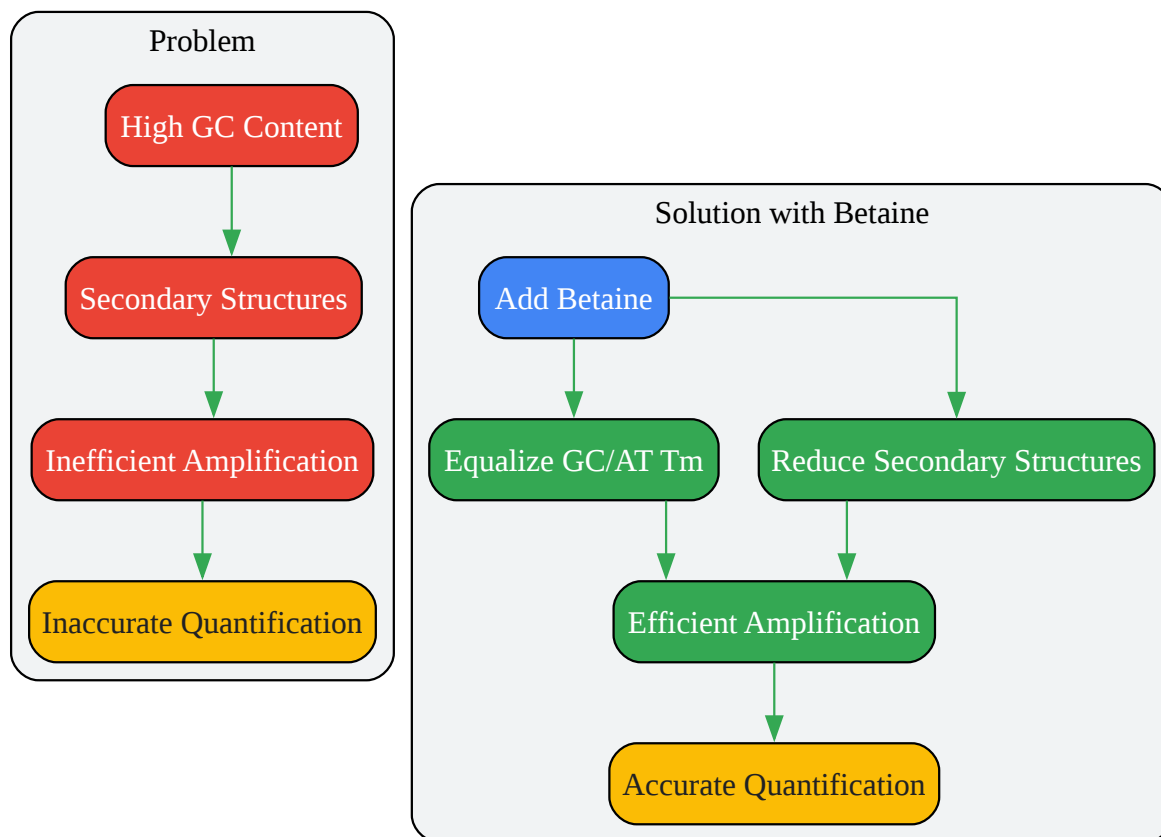 Problem
High GC Content
Secondary Structures
Inefficient Amplification
Inaccurate Quantification
Solution with Betaine
Add Betaine
Equalize GC/AT Tm
Reduce Secondary Structures
Efficient Amplification
Accurate Quantification